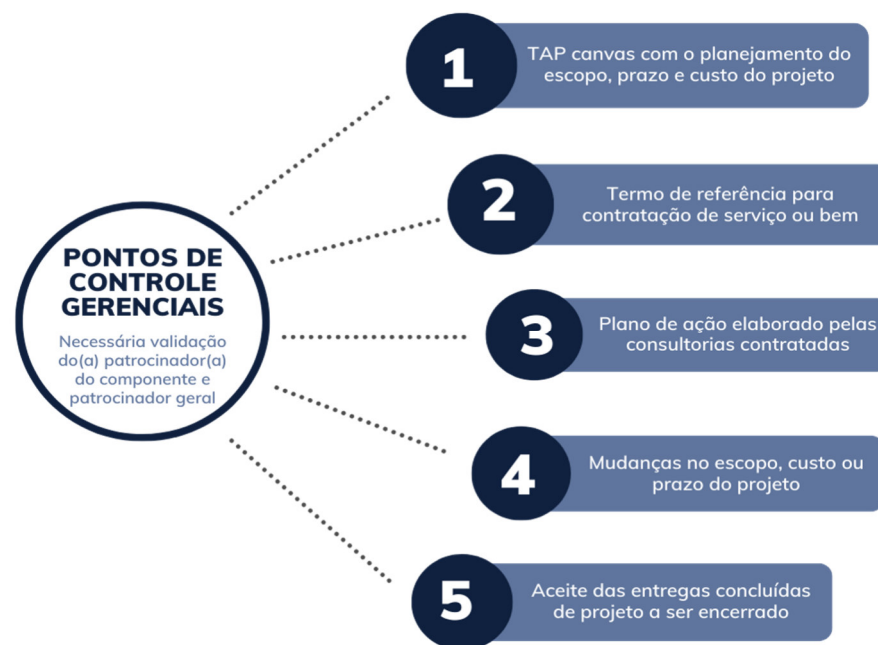 PONTOS DE
CONTROLE
GERENCIAIS
Necessária validação
do(a) patrocinador(a)
do componente e
patrocinador geral
1
TAP canvas com o planejamento do
escopo, prazo e custo do projeto
2
Termo de referência para
contratação de serviço ou bem
3
Plano de ação elaborado pelas
consultorias contratadas
4
Mudanças no escopo, custo ou
prazo do projeto
5
Aceite das entregas concluídas
de projeto a ser encerrado